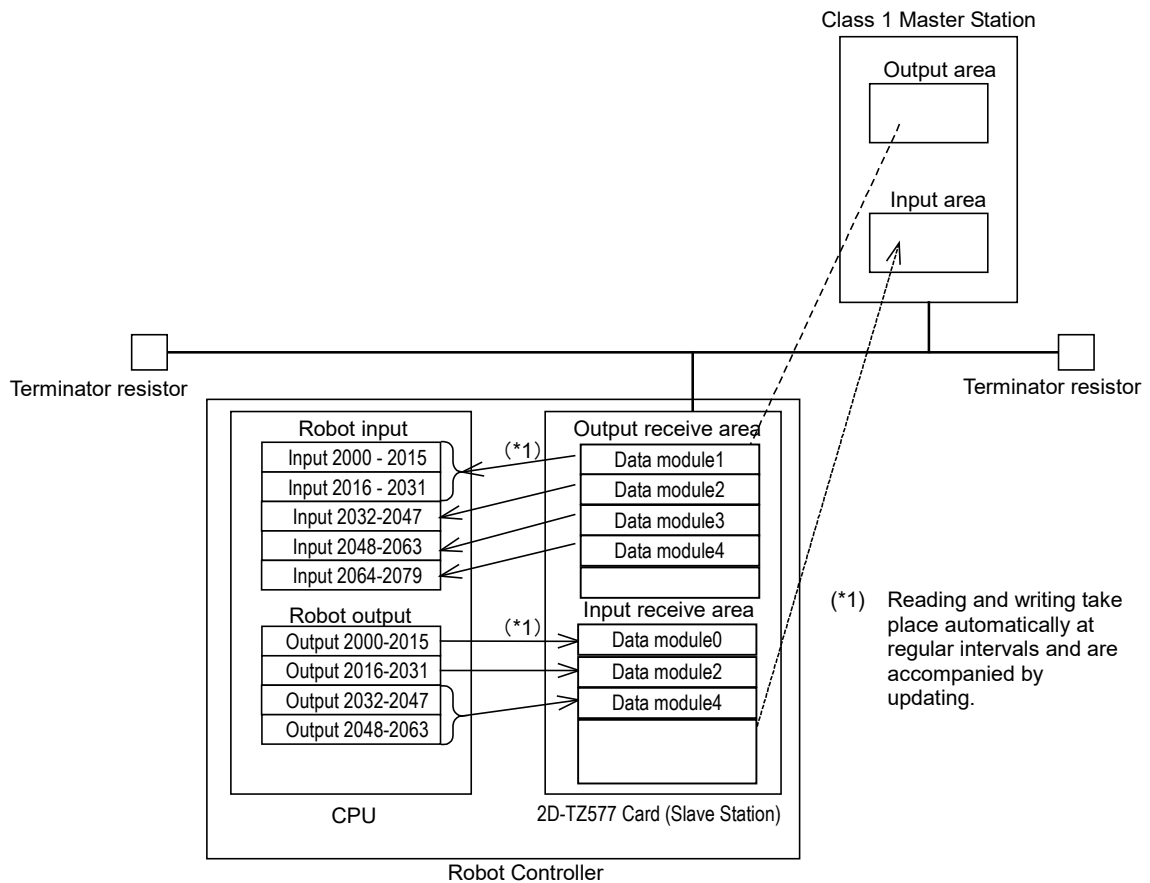 Class 1 Master Station
Output area
Input area
Terminator resistor
Terminator resistor
Robot input
Input 2000 - 2015
Input 2016 - 2031
Input 2032-2047
Input 2048-2063
Input 2064-2079
(*1)
Output receive area
Data module1
Data module2
Data module3
Data module4
Robot output
Output 2000-2015
Output 2016-2031
Output 2032-2047
Output 2048-2063
(*1)
Input receive area
Data module0
Data module2
Data module4
(*1) Reading and writing take
place automatically at
regular intervals and are
accompanied by
updating.
CPU
2D-TZ577 Card (Slave Station)
Robot Controller